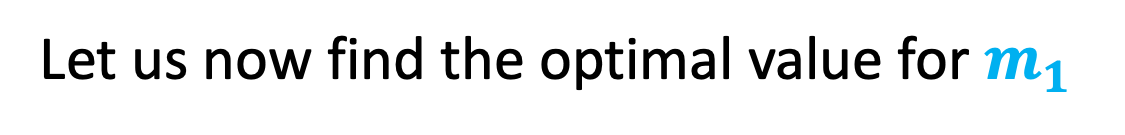 Let us now find the optimal value for m₁